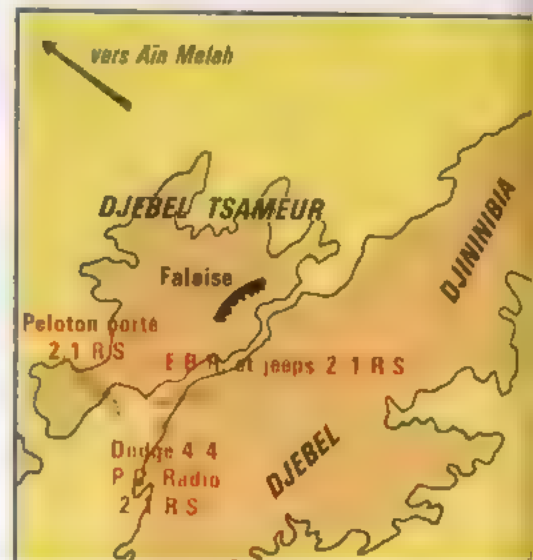 vers Aïn Melah
DJEBEL TSAMEUR
DJININIBIA
Falaise
Peloton porté
2 1 R S
E B R et jeeps 2 1 R S
Dodge 4 4
P C Radio
2 1 R S
DJEBEL